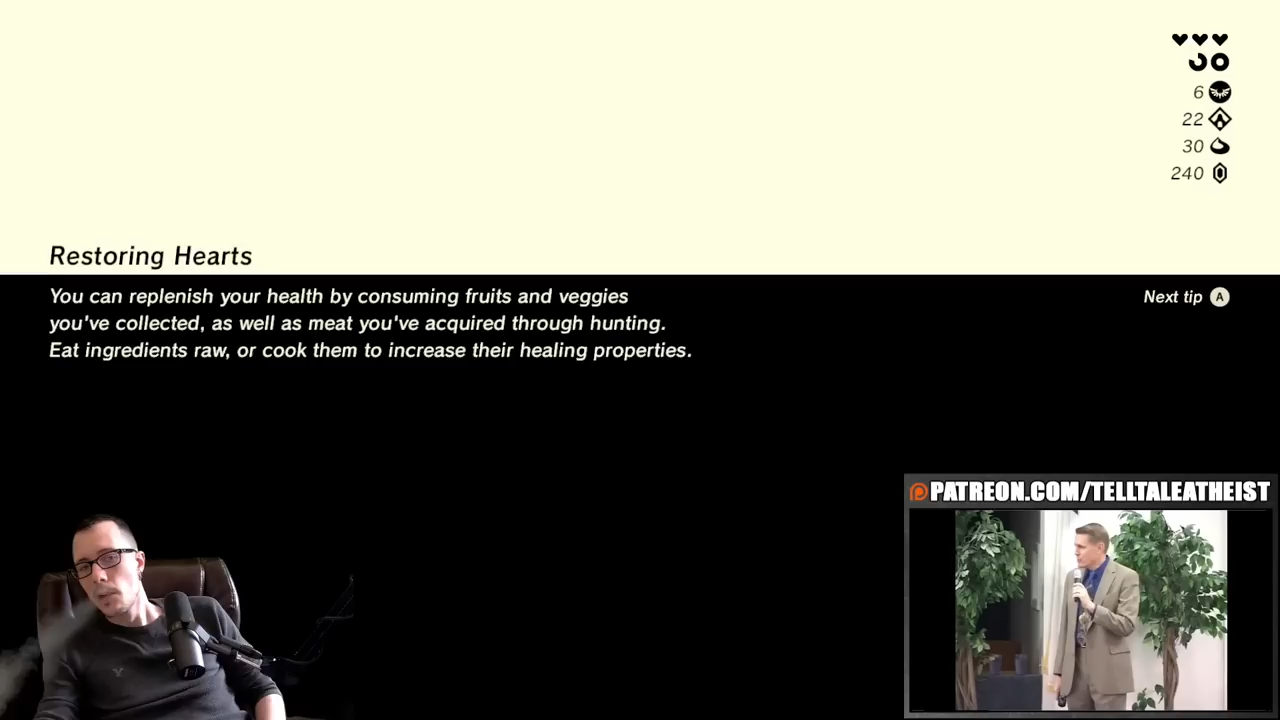 6
22
30
240
Restoring Hearts
You can replenish your health by consuming fruits and veggies
you've collected, as well as meat you've acquired through hunting.
Eat ingredients raw, or cook them to increase their healing properties.
Next tip A
PATREON.COM/TELLTALEATHEIST